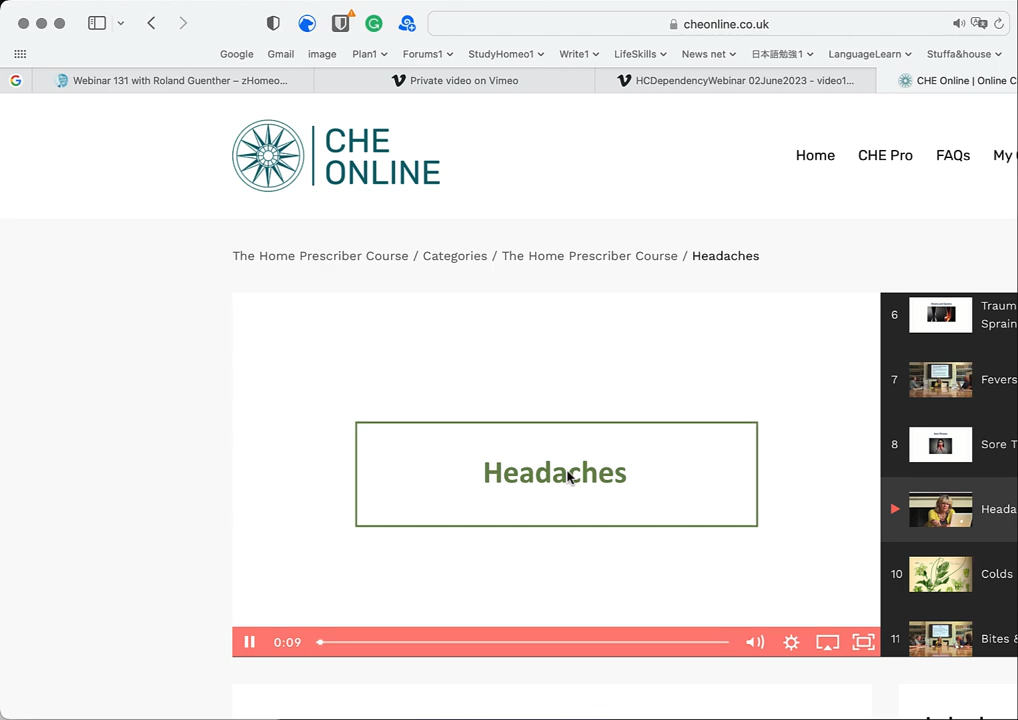 cheonline.co.uk
Google Gmail image Plan1 Forums1 StudyHomeo1 Write1 LifeSkills News net 日本語勉強1 LanguageLearn Stuffa&house
Webinar 131 with Roland Guenther – zHomeo... Private video on Vimeo HCDependencyWebinar 02June2023 - video1... CHE Online | Online C
CHE
ONLINE
Home CHE Pro FAQs My
The Home Prescriber Course / Categories / The Home Prescriber Course / Headaches
Headaches
6 Traum
Sprain
7 Fevers
8 Sore T
Heada
10 Colds
11 Bites &
0:09